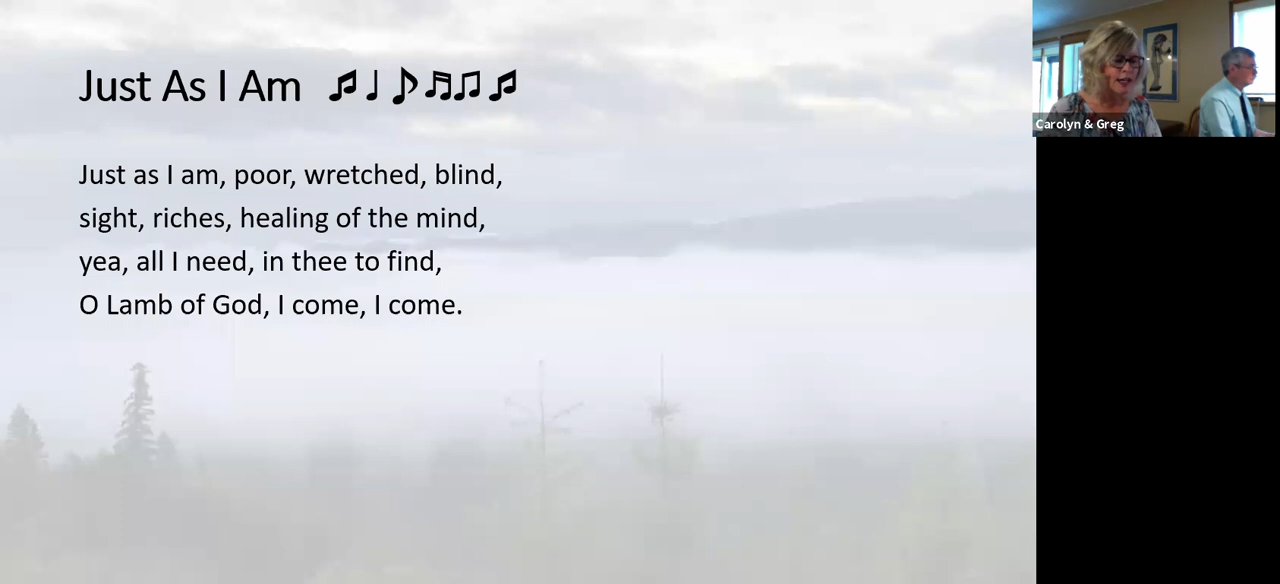 Just As I Am ♫ ♩ ♪ ♬ ♫ ♫
Just as I am, poor, wretched, blind,
sight, riches, healing of the mind,
yea, all I need, in thee to find,
O Lamb of God, I come, I come.
Carolyn & Greg